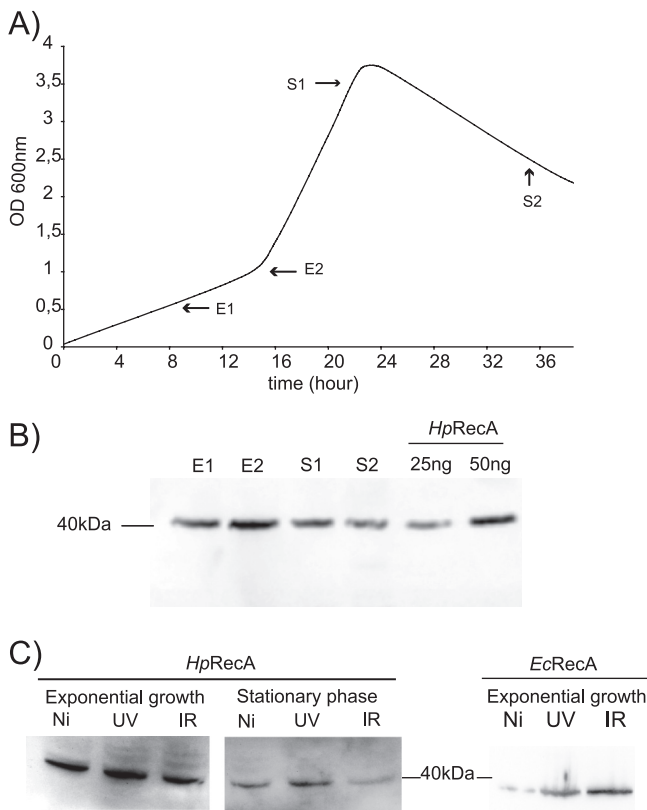 A)
OD 600nm
4
3,5
3
2,5
2
1,5
1
0,5
0
S1
E2
E1
S2
0 4 8 12 16 20 24 28 32 36
time (hour)
B)
HpRecA
E1 E2 S1 S2 25ng 50ng
40kDa
C)
HpRecA EcRecA
Exponential growth Stationary phase Exponential growth
Ni UV IR Ni UV IR Ni UV IR
40kDa